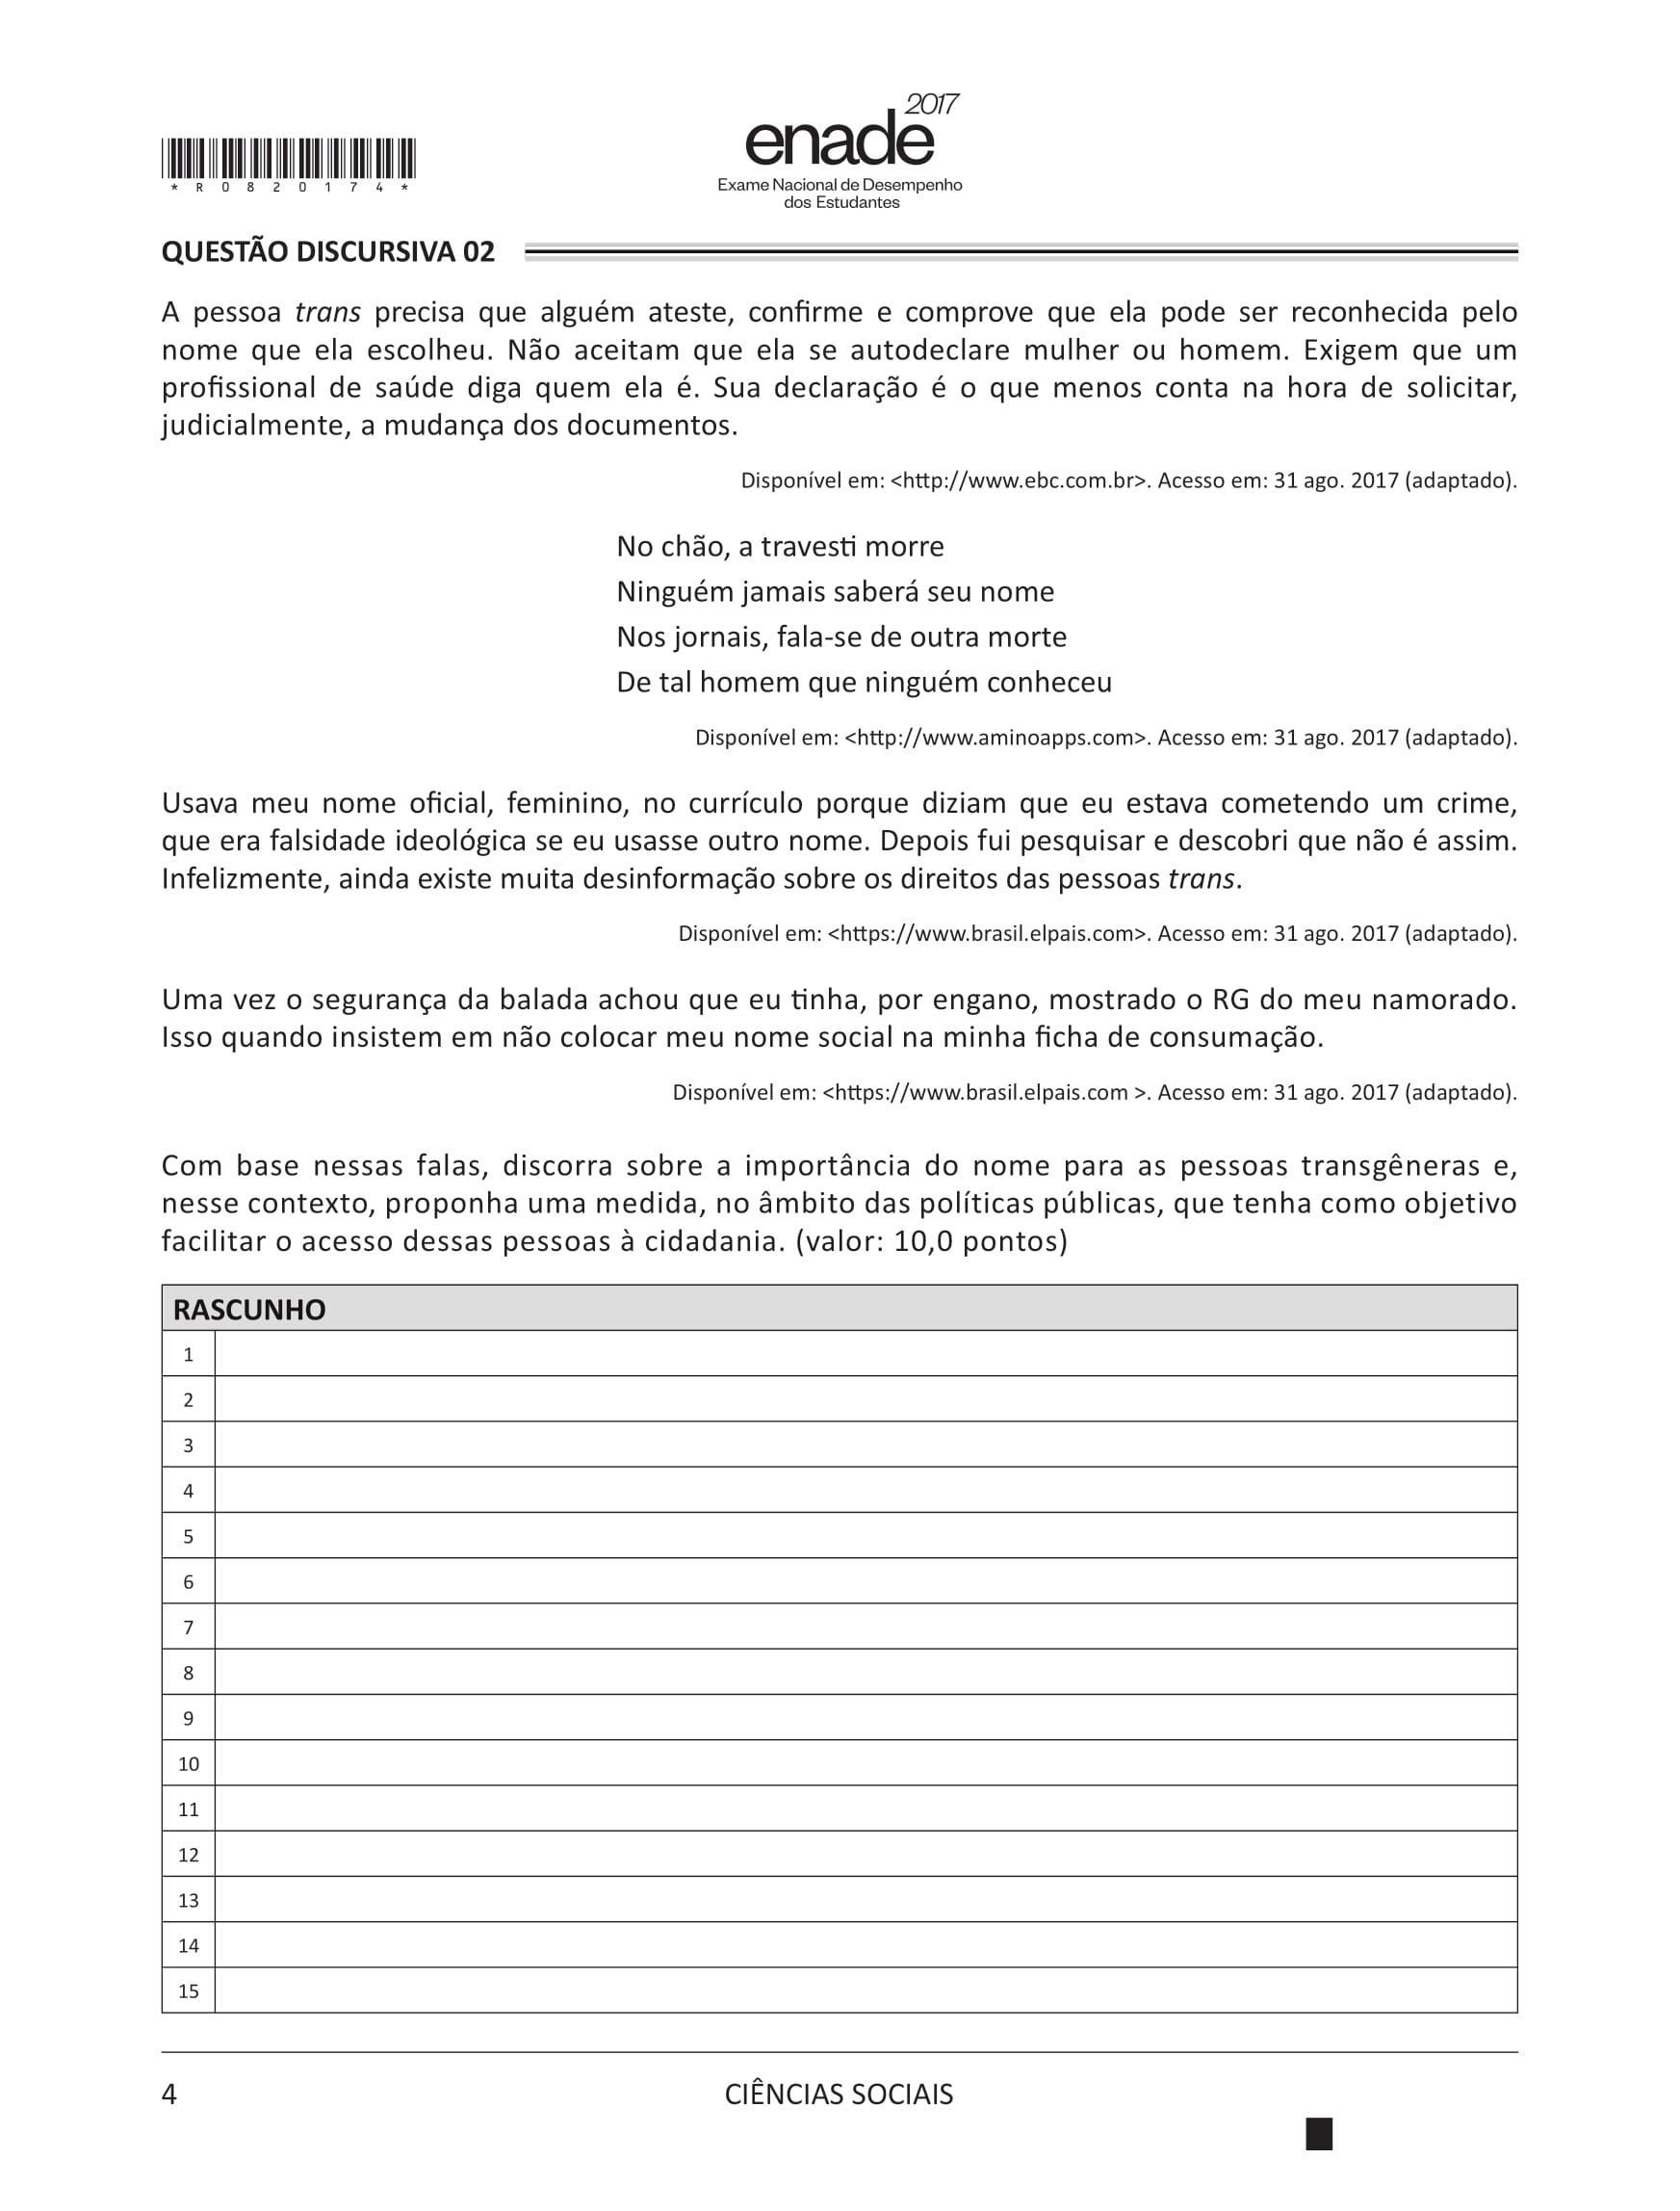 2017
enade
Exame Nacional de Desempenho
dos Estudantes
* R 0 8 2 0 1 7 4 *
QUESTÃO DISCURSIVA 02
A pessoa trans precisa que alguém ateste, confirme e comprove que ela pode ser reconhecida pelo
nome que ela escolheu. Não aceitam que ela se autodeclare mulher ou homem. Exigem que um
profissional de saúde diga quem ela é. Sua declaração é o que menos conta na hora de solicitar,
judicialmente, a mudança dos documentos.
Disponível em: <http://www.ebc.com.br>. Acesso em: 31 ago. 2017 (adaptado).
No chão, a travesti morre
Ninguém jamais saberá seu nome
Nos jornais, fala-se de outra morte
De tal homem que ninguém conheceu
Disponível em: <http://www.aminoapps.com>. Acesso em: 31 ago. 2017 (adaptado).
Usava meu nome oficial, feminino, no currículo porque diziam que eu estava cometendo um crime,
que era falsidade ideológica se eu usasse outro nome. Depois fui pesquisar e descobri que não é assim.
Infelizmente, ainda existe muita desinformação sobre os direitos das pessoas trans.
Disponível em: <https://www.brasil.elpais.com>. Acesso em: 31 ago. 2017 (adaptado).
Uma vez o segurança da balada achou que eu tinha, por engano, mostrado o RG do meu namorado.
Isso quando insistem em não colocar meu nome social na minha ficha de consumação.
Disponível em: <https://www.brasil.elpais.com >. Acesso em: 31 ago. 2017 (adaptado).
Com base nessas falas, discorra sobre a importância do nome para as pessoas transgêneras e,
nesse contexto, proponha uma medida, no âmbito das políticas públicas, que tenha como objetivo
facilitar o acesso dessas pessoas à cidadania. (valor: 10,0 pontos)
RASCUNHO
1
2
3
4
5
6
7
8
9
10
11
12
13
14
15
4
CIÊNCIAS SOCIAIS